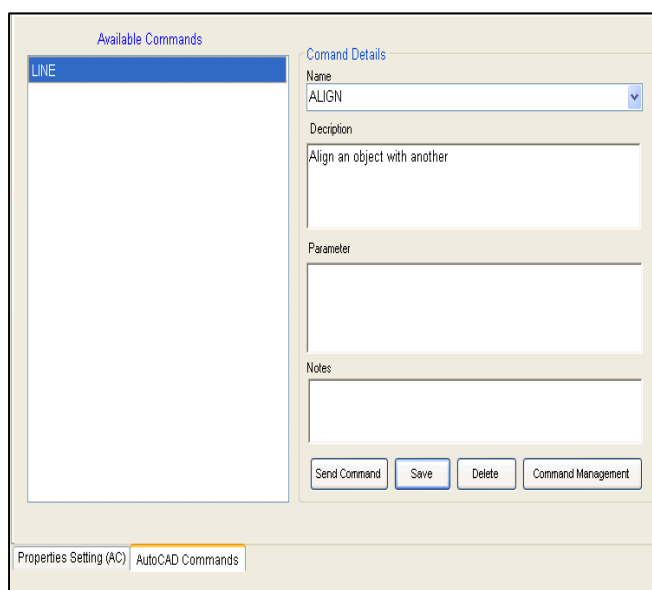 Available Commands
LINE
Comand Details
Name
ALIGN
Decription
Align an object with another
Parameter
Notes
Send Command Save Delete Command Management
Properties Setting (AC) AutoCAD Commands